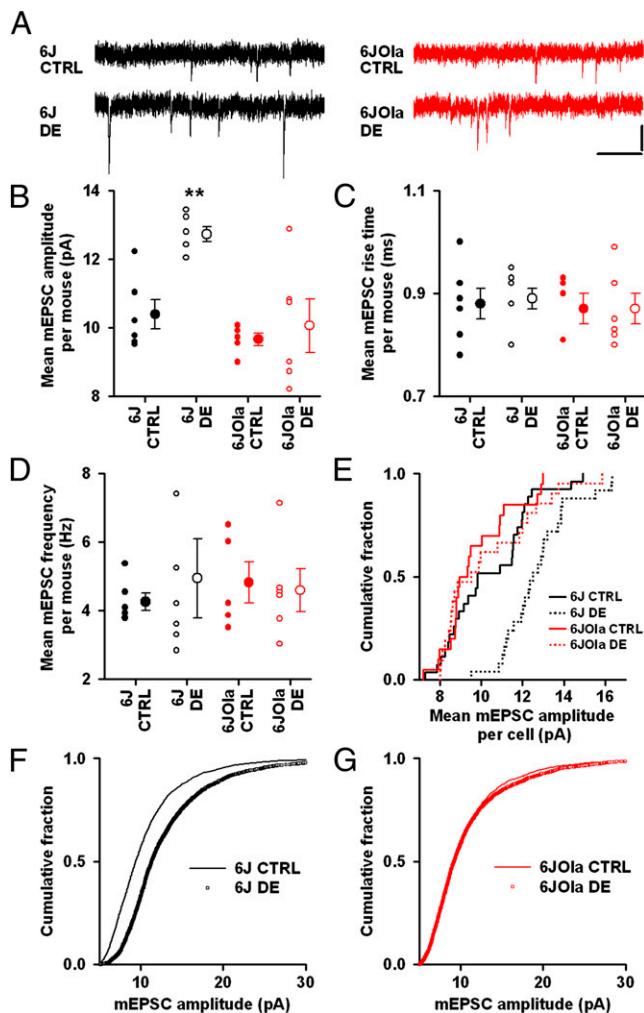 A
6J
CTRL
6J
DE
6JOla
CTRL
6JOla
DE
B
Mean mEPSC amplitude
per mouse (pA)
14
12
10
8
**
6J
CTRL
6J
DE
6JOla
CTRL
6JOla
DE
C
Mean mEPSC rise time
per mouse (ms)
1.1
0.9
0.7
6J
CTRL
6J
DE
6JOla
CTRL
6JOla
DE
D
Mean mEPSC frequency
per mouse (Hz)
8
6
4
2
6J
CTRL
6J
DE
6JOla
CTRL
6JOla
DE
E
Cumulative fraction
1.0
0.5
0.0
6J CTRL
6J DE
6JOla CTRL
6JOla DE
8 10 12 14 16
Mean mEPSC amplitude
per cell (pA)
F
Cumulative fraction
1.0
0.5
0.0
6J CTRL
6J DE
10 20 30
mEPSC amplitude (pA)
G
Cumulative fraction
1.0
0.5
0.0
6JOla CTRL
6JOla DE
10 20 30
mEPSC amplitude (pA)